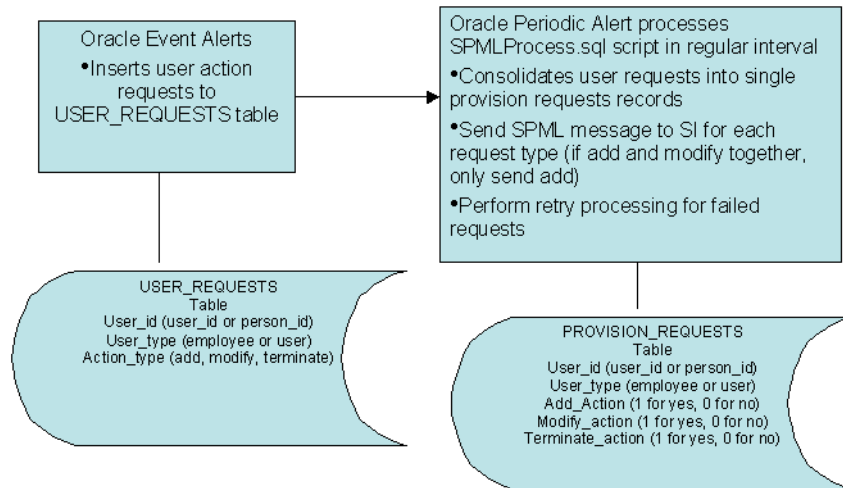 Oracle Event Alerts
•Inserts user action
requests to
USER_REQUESTS table
Oracle Periodic Alert processes
SPMLProcess.sql script in regular interval
•Consolidates user requests into single
provision requests records
•Send SPML message to SI for each
request type (if add and modify together,
only send add)
•Perform retry processing for failed
requests
USER_REQUESTS
Table
User_id (user_id or person_id)
User_type (employee or user)
Action_type (add, modify, terminate)
PROVISION_REQUESTS
Table
User_id (user_id or person_id)
User_type (employee or user)
Add_Action (1 for yes, 0 for no)
Modify_action (1 for yes, 0 for no)
Terminate_action (1 for yes, 0 for no)